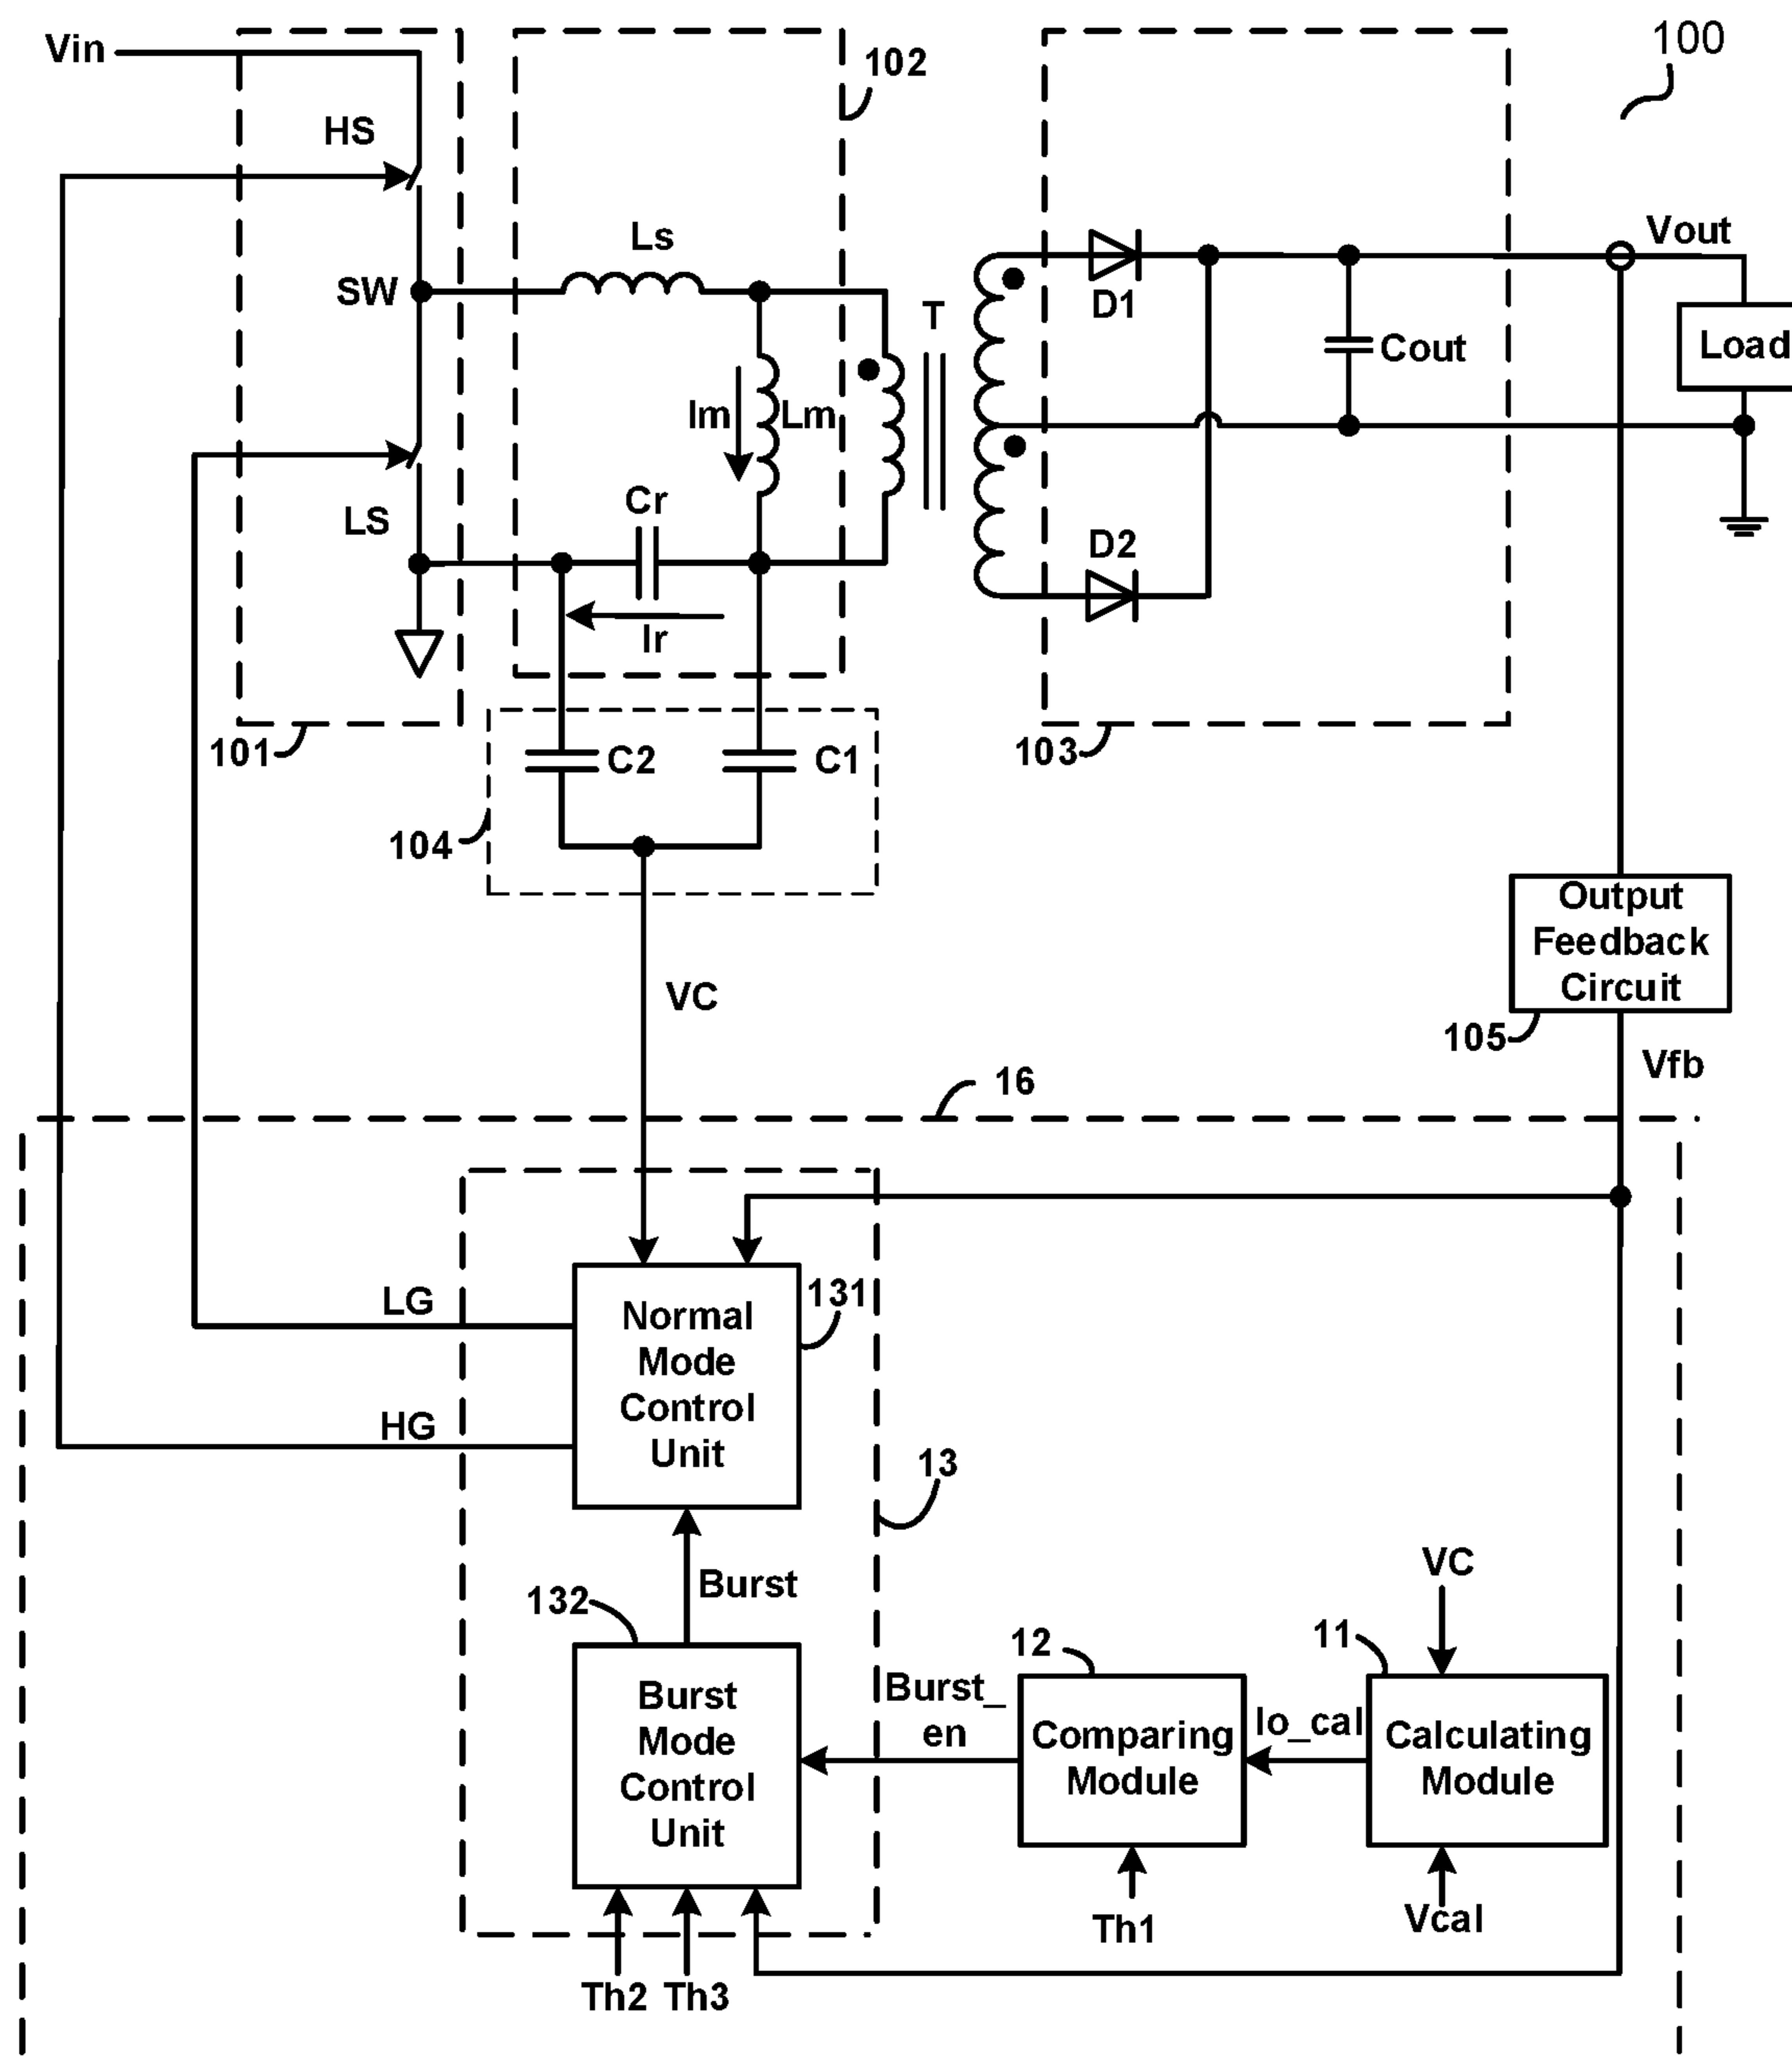 100
Vin
102
HS
Ls
Vout
SW
T
D1
Cout
Load
Im
Lm
Cr
LS
D2
Ir
101
C2
C1
103
104
Output
Feedback
Circuit
VC
105
Vfb
16
131
LG
Normal
Mode
Control
Unit
HG
13
VC
Burst
132
12
11
Burst_
en
Io_cal
Burst
Mode
Control
Unit
Comparing
Module
Calculating
Module
Th1
Vcal
Th2
Th3